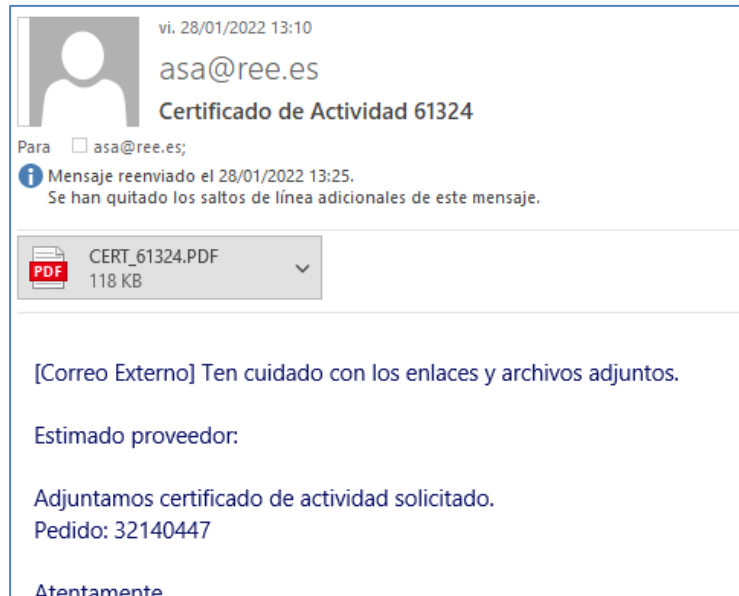 vi. 28/01/2022 13:10
asa@ree.es
Certificado de Actividad 61324
Para asa@ree.es;
Mensaje reenviado el 28/01/2022 13:25.
Se han quitado los saltos de línea adicionales de este mensaje.
CERT_61324.PDF
PDF
118 KB
[Correo Externo] Ten cuidado con los enlaces y archivos adjuntos.
Estimado proveedor:
Adjuntamos certificado de actividad solicitado.
Pedido: 32140447
Atentamente